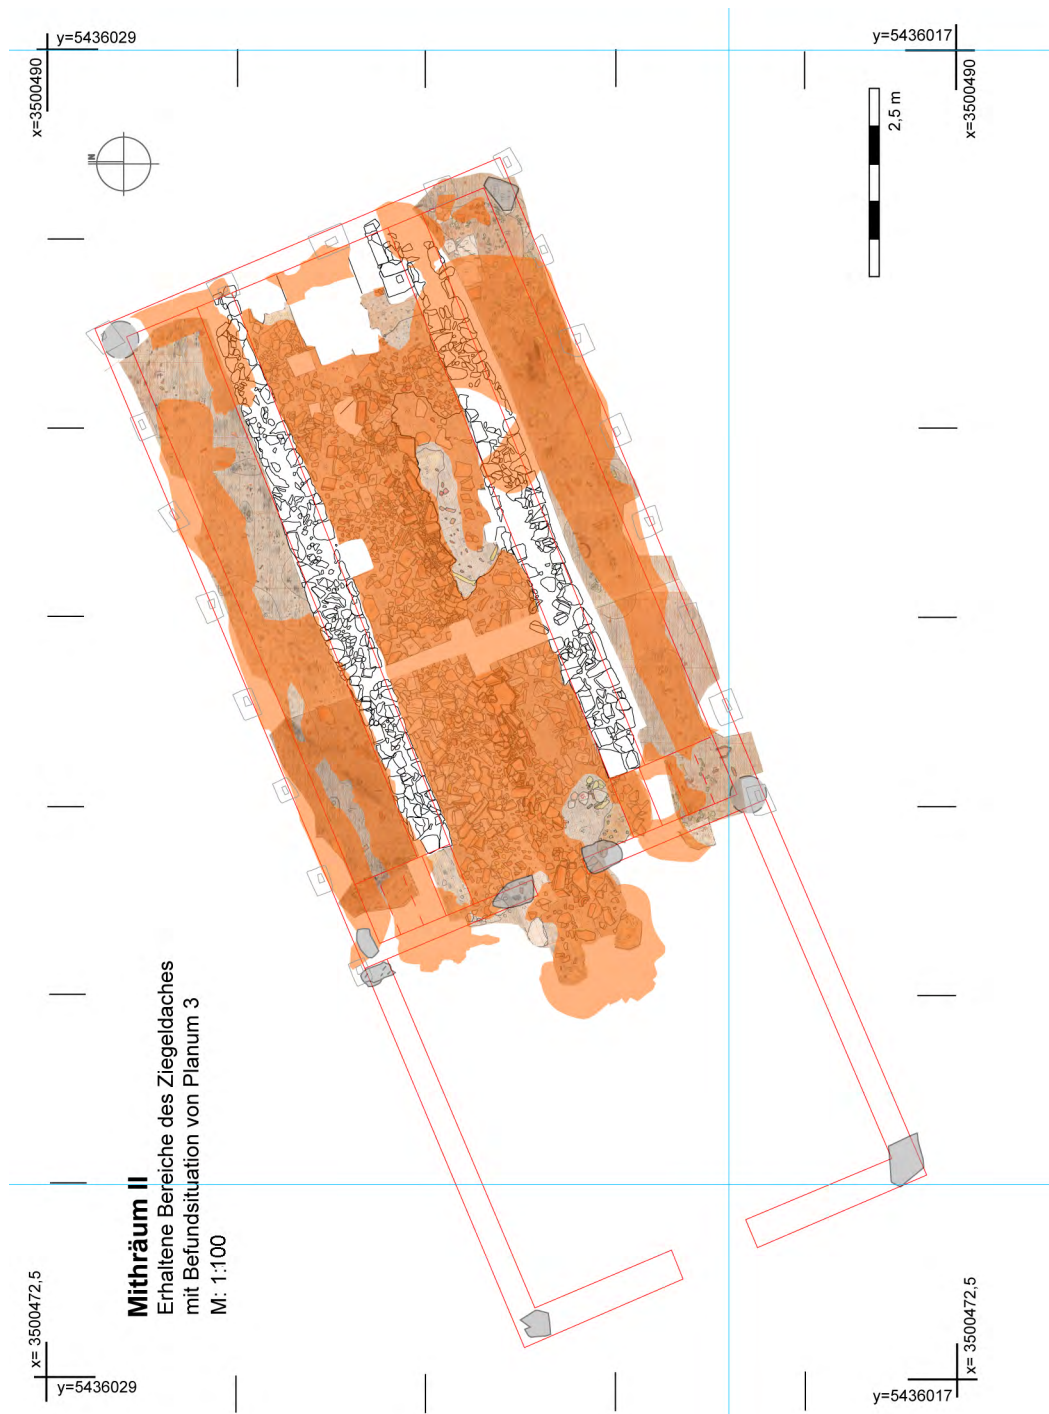 y=5436029
y=5436017
x=3500490
x=3500490
2,5 m
N
Mithräum II
Erhaltene Bereiche des Ziegeldaches
mit Befundsituation von Planum 3
M: 1:100
x= 3500472,5
x= 3500472,5
y=5436029
y=5436017